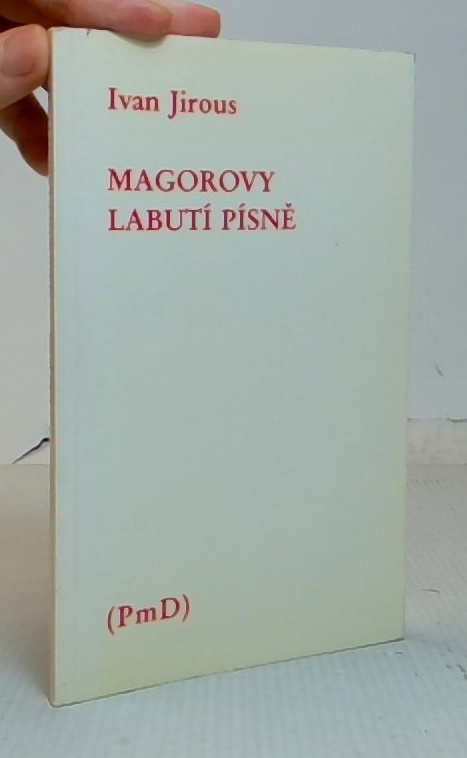 Ivan Jirous
MAGOROVY
LABUTÍ PÍSNĚ
(PmD)